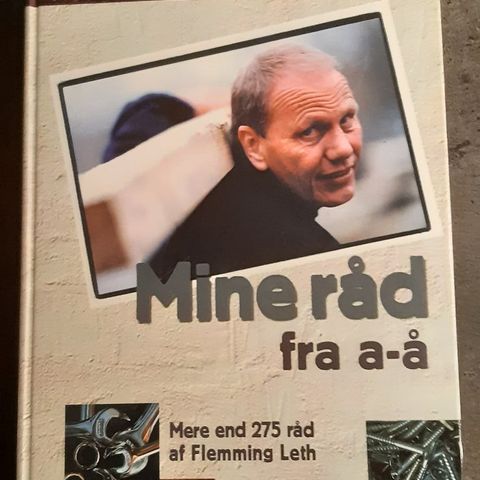 Mine råd
fra a-å
Mere end 275 råd
af Flemming Leth